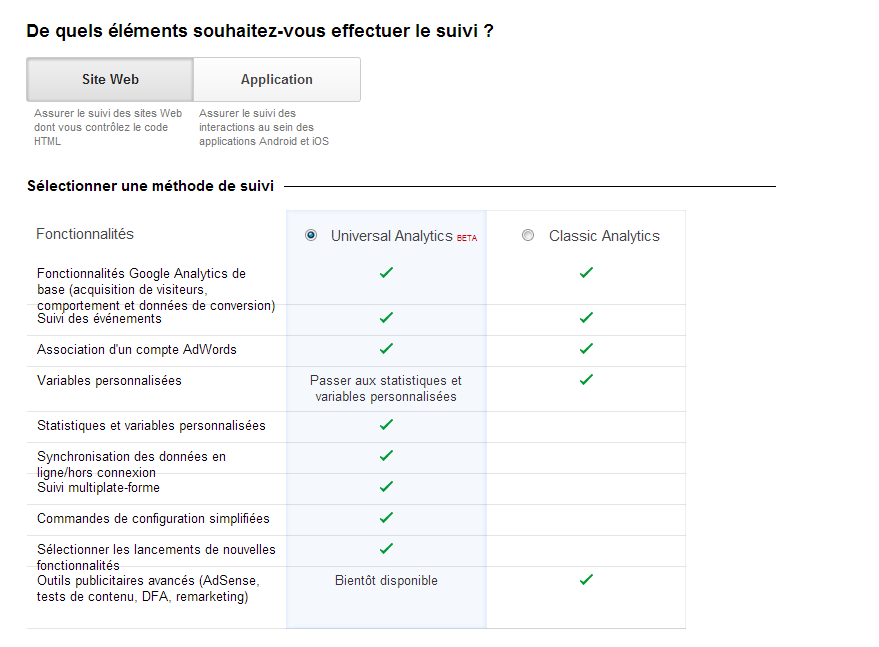 De quels éléments souhaitez-vous effectuer le suivi ?
Site Web
Application
Assurer le suivi des sites Web
dont vous contrôlez le code
HTML
Assurer le suivi des
interactions au sein des
applications Android et iOS
Sélectionner une méthode de suivi
Fonctionnalités
Universal Analytics BETA
Classic Analytics
Fonctionnalités Google Analytics de
base (acquisition de visiteurs,
comportement et données de conversion)
Suivi des événements
Association d'un compte AdWords
Variables personnalisées
Passer aux statistiques et
variables personnalisées
Statistiques et variables personnalisées
Synchronisation des données en
ligne/hors connexion
Suivi multiplate-forme
Commandes de configuration simplifiées
Sélectionner les lancements de nouvelles
fonctionnalités
Outils publicitaires avancés (AdSense,
tests de contenu, DFA, remarketing)
Bientôt disponible